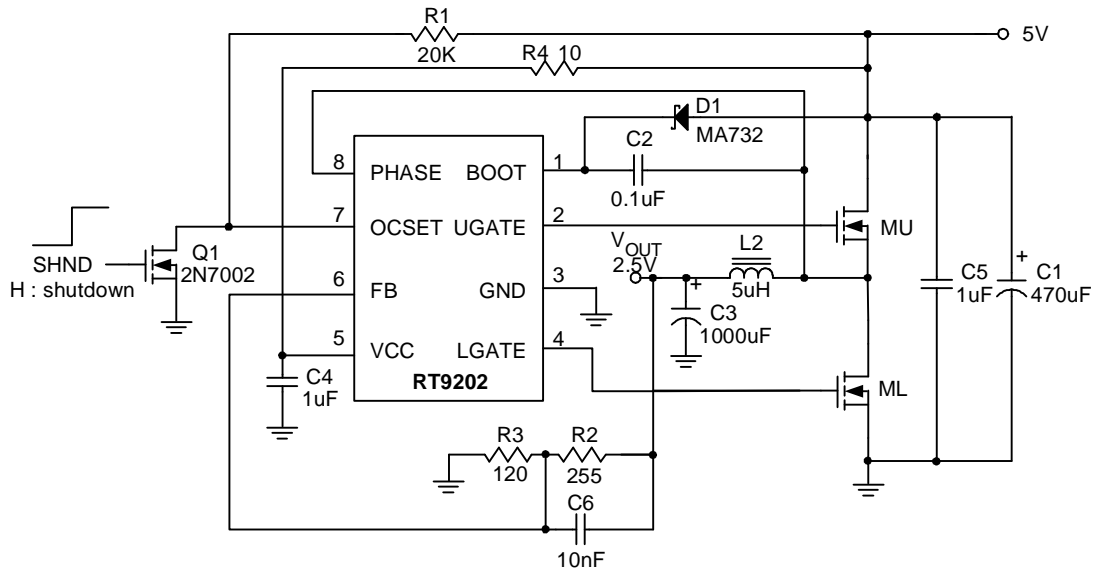 R1
20K
5V
R4 10
D1
MA732
C2
0.1uF
8 PHASE BOOT 1
7 OCSET UGATE 2
6 FB GND 3
5 VCC LGATE 4
RT9202
SHND
H : shutdown
Q1
2N7002
MU
VOUT
2.5V
L2
5uH
C3
1000uF
+
C5
1uF
C1
470uF
+
ML
C4
1uF
R3
120
R2
255
C6
10nF